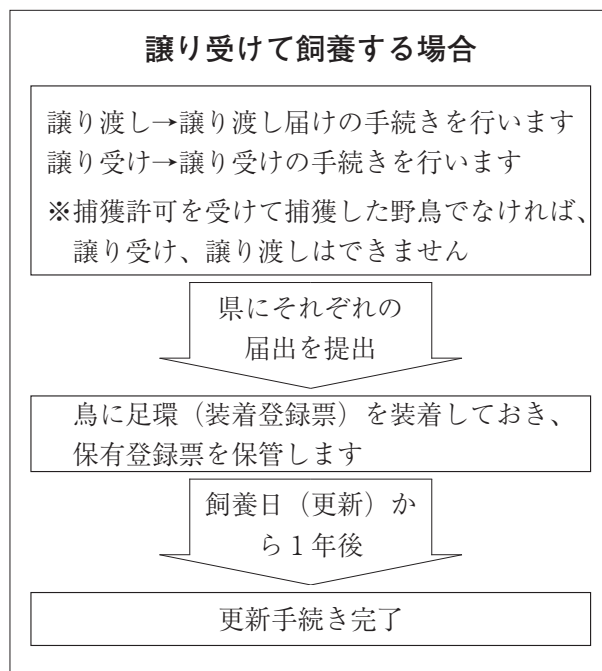 譲り受けて飼養する場合
譲り渡し→譲り渡し届けの手続きを行います
譲り受け→譲り受けの手続きを行います
※捕獲許可を受けて捕獲した野鳥でなければ、
譲り受け、譲り渡しはできません
県にそれぞれの
届出を提出
鳥に足環（装着登録票）を装着しておき、
保有登録票を保管します
飼養日（更新）か
ら１年後
更新手続き完了